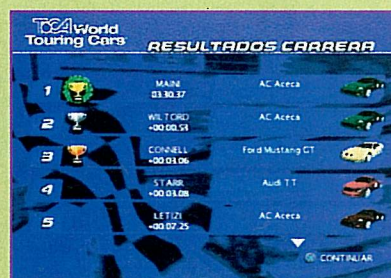 TOCA World
Touring Cars
RESULTADOS CARRERA
1 MAINI AC Aceca
03.30.37
2 WILTORD AC Aceca
+00:00.53
3 CONNELL Ford Mustang GT
+00:03.06
4 STARR Audi TT
+00:03.08
5 LETIZI AC Aceca
+00:07.25
CONTINUAR